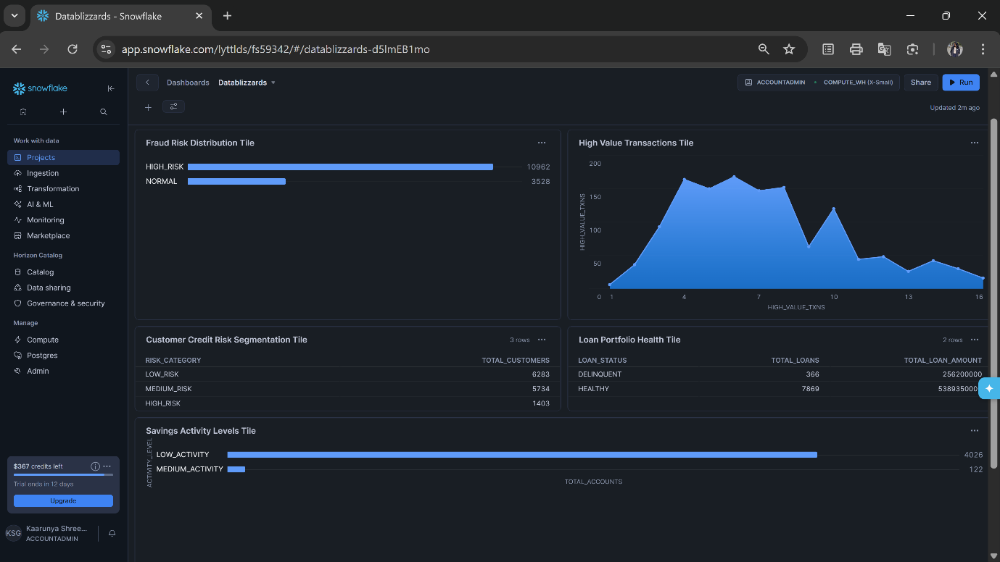 Datablizzards - Snowflake
app.snowflake.com/lyttlds/fs59342/#/datablizzards-d5lmEB1mo
snowflake
Work with data
Projects
Ingestion
Transformation
AI & ML
Monitoring
Marketplace
Horizon Catalog
Catalog
Data sharing
Governance & security
Manage
Compute
Postgres
Admin
$367 credits left
Trial ends in 12 days
Upgrade
KSG
Kaarunya Shree...
ACCOUNTADMIN
Dashboards Datablizzards
ACCOUNTADMIN COMPUTE_WH (X-Small) Share Run
Updated 2m ago
Fraud Risk Distribution Tile
HIGH_RISK 10962
NORMAL 3528
High Value Transactions Tile
HIGH_VALUE_TXNS
200
150
100
50
0 1 4 7 10 13 16
HIGH_VALUE_TXNS
Customer Credit Risk Segmentation Tile 3 rows
RISK_CATEGORY TOTAL_CUSTOMERS
LOW_RISK 6283
MEDIUM_RISK 5734
HIGH_RISK 1403
Loan Portfolio Health Tile 2 rows
LOAN_STATUS TOTAL_LOANS TOTAL_LOAN_AMOUNT
DELINQUENT 366 256200000
HEALTHY 7869
Savings Activity Levels Tile
ACTIVITY_LEVEL
LOW_ACTIVITY 4026
MEDIUM_ACTIVITY 122
TOTAL_ACCOUNTS